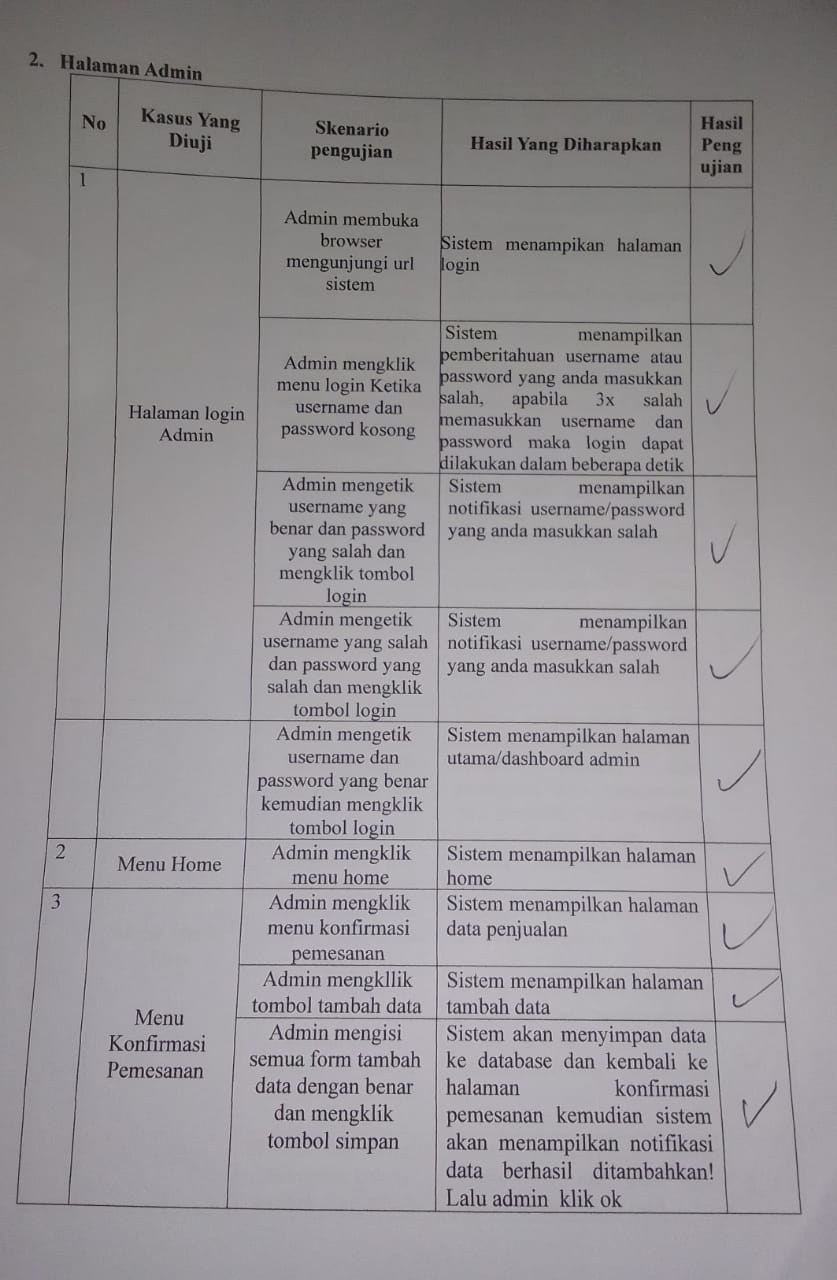 2. Halaman Admin
No
Kasus Yang
Diuji
Skenario
pengujian
Hasil Yang Diharapkan
Hasil
Peng
ujian
1
Halaman login
Admin
Admin membuka
browser
mengunjungi url
sistem
Sistem menampikan halaman
login
Admin mengklik
menu login Ketika
username dan
password kosong
Sistem menampilkan
pemberitahuan username atau
password yang anda masukkan
salah, apabila 3x salah
memasukkan username dan
password maka login dapat
dilakukan dalam beberapa detik
Admin mengetik
username yang
benar dan password
yang salah dan
mengklik tombol
login
Sistem menampilkan
notifikasi username/password
yang anda masukkan salah
Admin mengetik
username yang salah
dan password yang
salah dan mengklik
tombol login
Sistem menampilkan
notifikasi username/password
yang anda masukkan salah
Admin mengetik
username dan
password yang benar
kemudian mengklik
tombol login
Sistem menampilkan halaman
utama/dashboard admin
2
Menu Home
Admin mengklik
menu home
Sistem menampilkan halaman
home
3
Menu
Konfirmasi
Pemesanan
Admin mengklik
menu konfirmasi
pemesanan
Sistem menampilkan halaman
data penjualan
Admin mengkllik
tombol tambah data
Sistem menampilkan halaman
tambah data
Admin mengisi
semua form tambah
data dengan benar
dan mengklik
tombol simpan
Sistem akan menyimpan data
ke database dan kembali ke
halaman konfirmasi
pemesanan kemudian sistem
akan menampilkan notifikasi
data berhasil ditambahkan!
Lalu admin klik ok